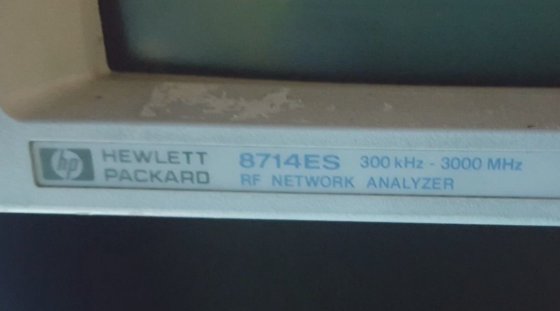 hp HEWLETT PACKARD 8714ES 300 kHz - 3000 MHz
RF NETWORK ANALYZER